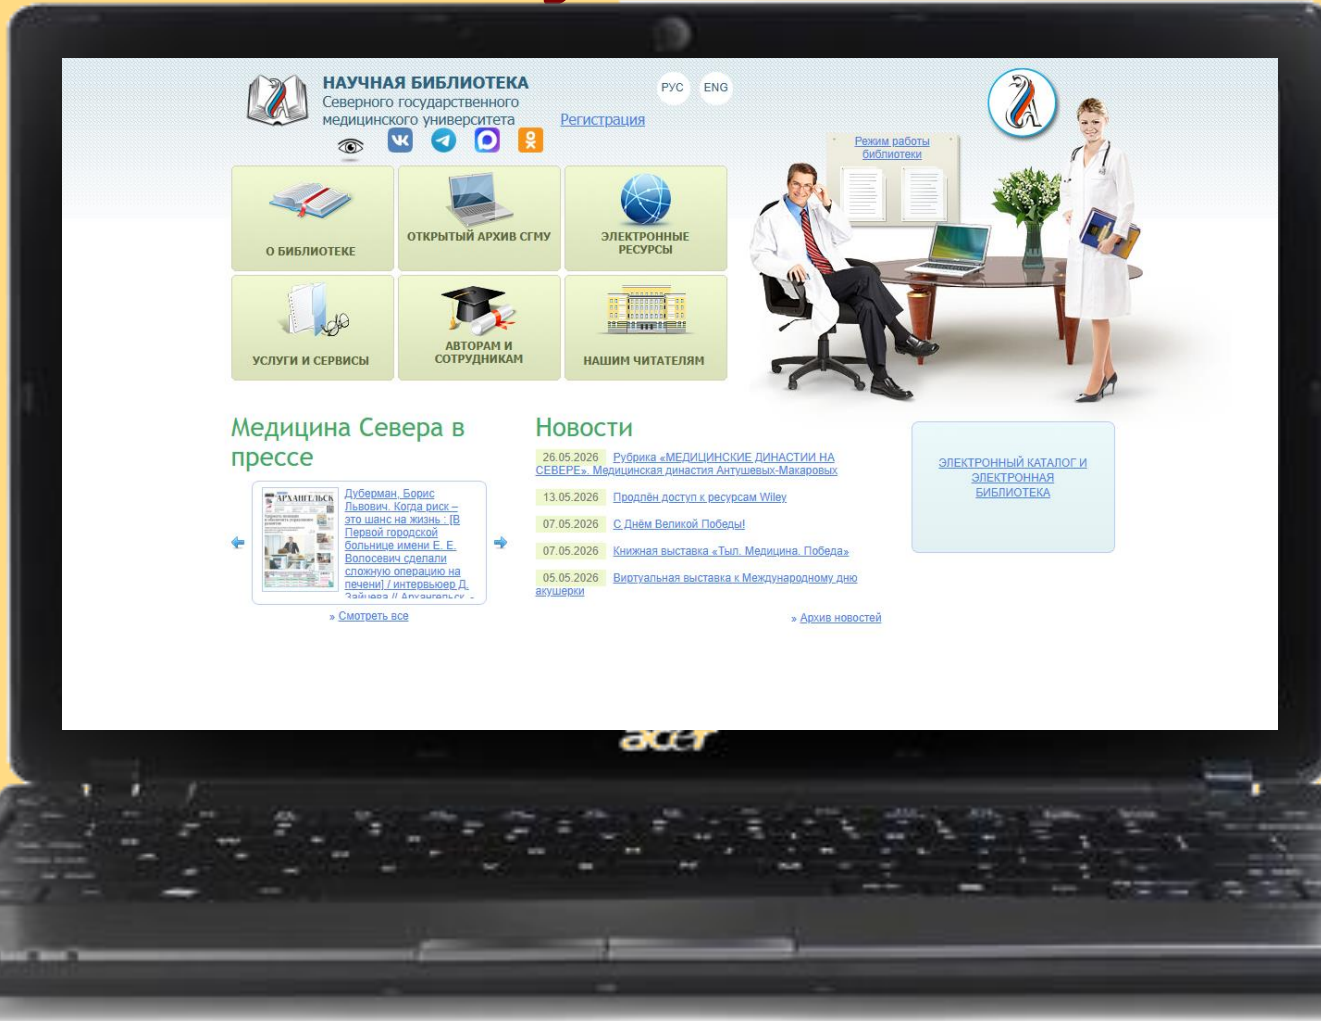 НАУЧНАЯ БИБЛИОТЕКА
Северного государственного
медицинского университета
Регистрация
РУС
ENG
Режим работы
библиотеки
О БИБЛИОТЕКЕ
ОТКРЫТЫЙ АРХИВ СГМУ
ЭЛЕКТРОННЫЕ
РЕСУРСЫ
УСЛУГИ И СЕРВИСЫ
АВТОРАМ И
СОТРУДНИКАМ
НАШИМ ЧИТАТЕЛЯМ
Медицина Севера в
прессе
АРХАНГЕЛЬСК
Дуберман, Борис
Львович. Когда риск –
это шанс на жизнь : [В
Первой городской
больнице имени Е. Е.
Волосевич сделали
сложную операцию на
печени] / интервьюер Д.
Зайцева // Архангельск. -
» Смотреть все
Новости
26.05.2026 Рубрика «МЕДИЦИНСКИЕ ДИНАСТИИ НА
СЕВЕРЕ». Медицинская династия Антушевых-Макаровых
13.05.2026 Продлён доступ к ресурсам Wiley
07.05.2026 С Днём Великой Победы!
07.05.2026 Книжная выставка «Тыл. Медицина. Победа»
05.05.2026 Виртуальная выставка к Международному дню
акушерки
» Архив новостей
ЭЛЕКТРОННЫЙ КАТАЛОГ И
ЭЛЕКТРОННАЯ
БИБЛИОТЕКА
acer